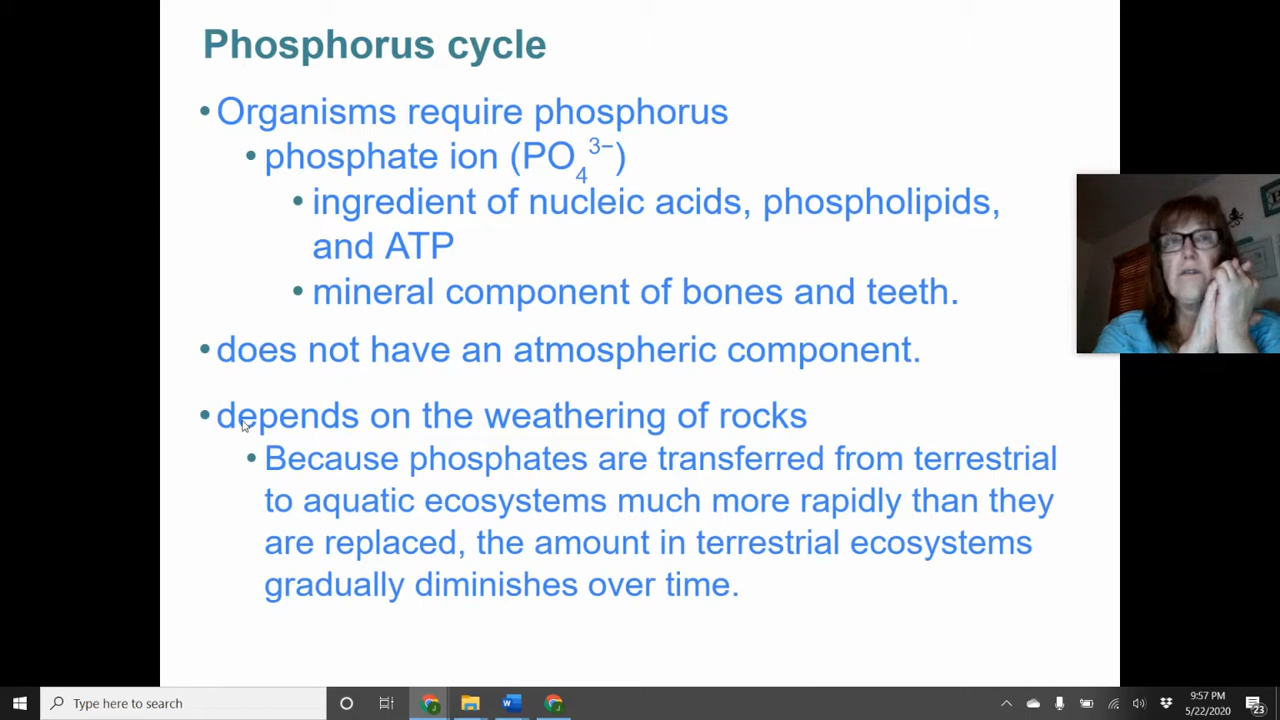 Phosphorus cycle
• Organisms require phosphorus
• phosphate ion (PO₄³⁻)
• ingredient of nucleic acids, phospholipids,
and ATP
• mineral component of bones and teeth.
• does not have an atmospheric component.
• depends on the weathering of rocks
• Because phosphates are transferred from terrestrial
to aquatic ecosystems much more rapidly than they
are replaced, the amount in terrestrial ecosystems
gradually diminishes over time.
Type here to search
9:57 PM
5/22/2020
23